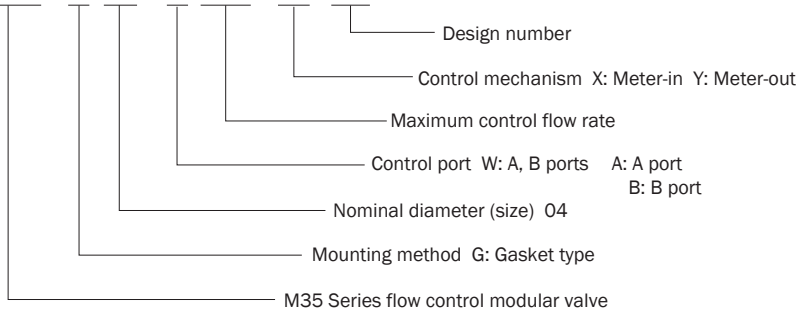 Design number
Control mechanism X: Meter-in Y: Meter-out
Maximum control flow rate
Control port W: A, B ports A: A port
B: B port
Nominal diameter (size) 04
Mounting method G: Gasket type
M35 Series flow control modular valve